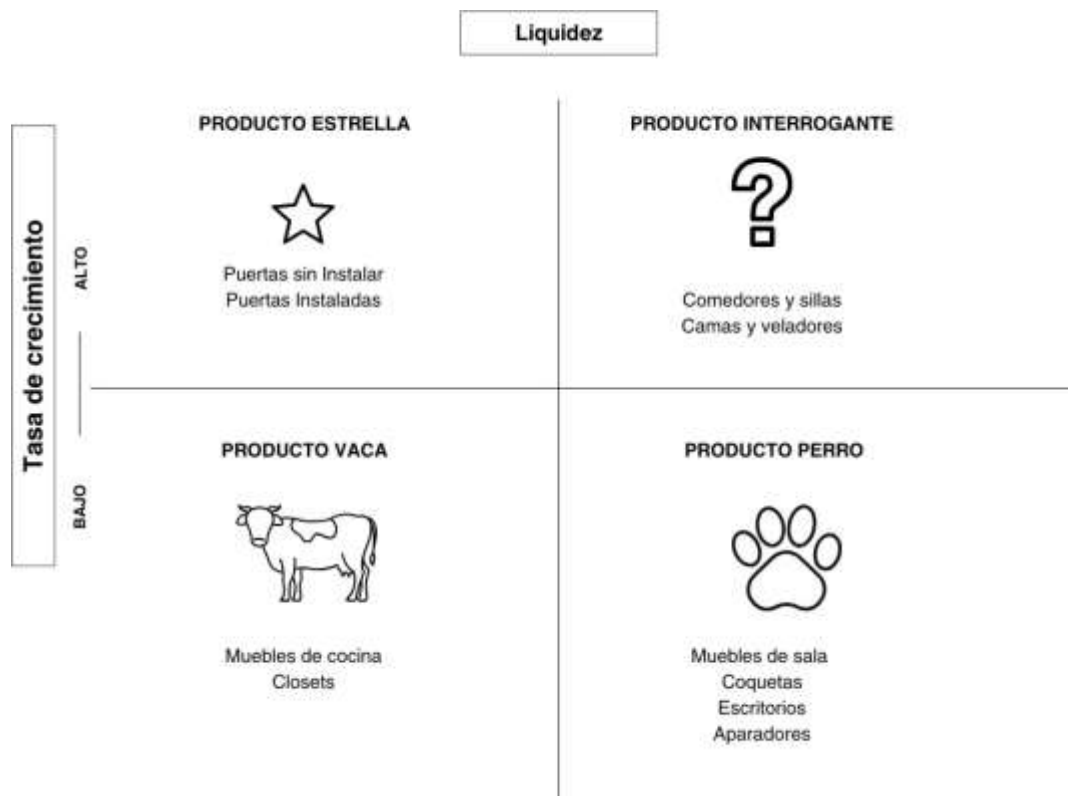 Liquidez
Tasa de crecimiento
ALTO
BAJO
PRODUCTO ESTRELLA
Puertas sin Instalar
Puertas Instaladas
PRODUCTO INTERROGANTE
?
Comedores y sillas
Camas y veladores
PRODUCTO VACA
Muebles de cocina
Closets
PRODUCTO PERRO
Muebles de sala
Coquetas
Escritorios
Aparadores